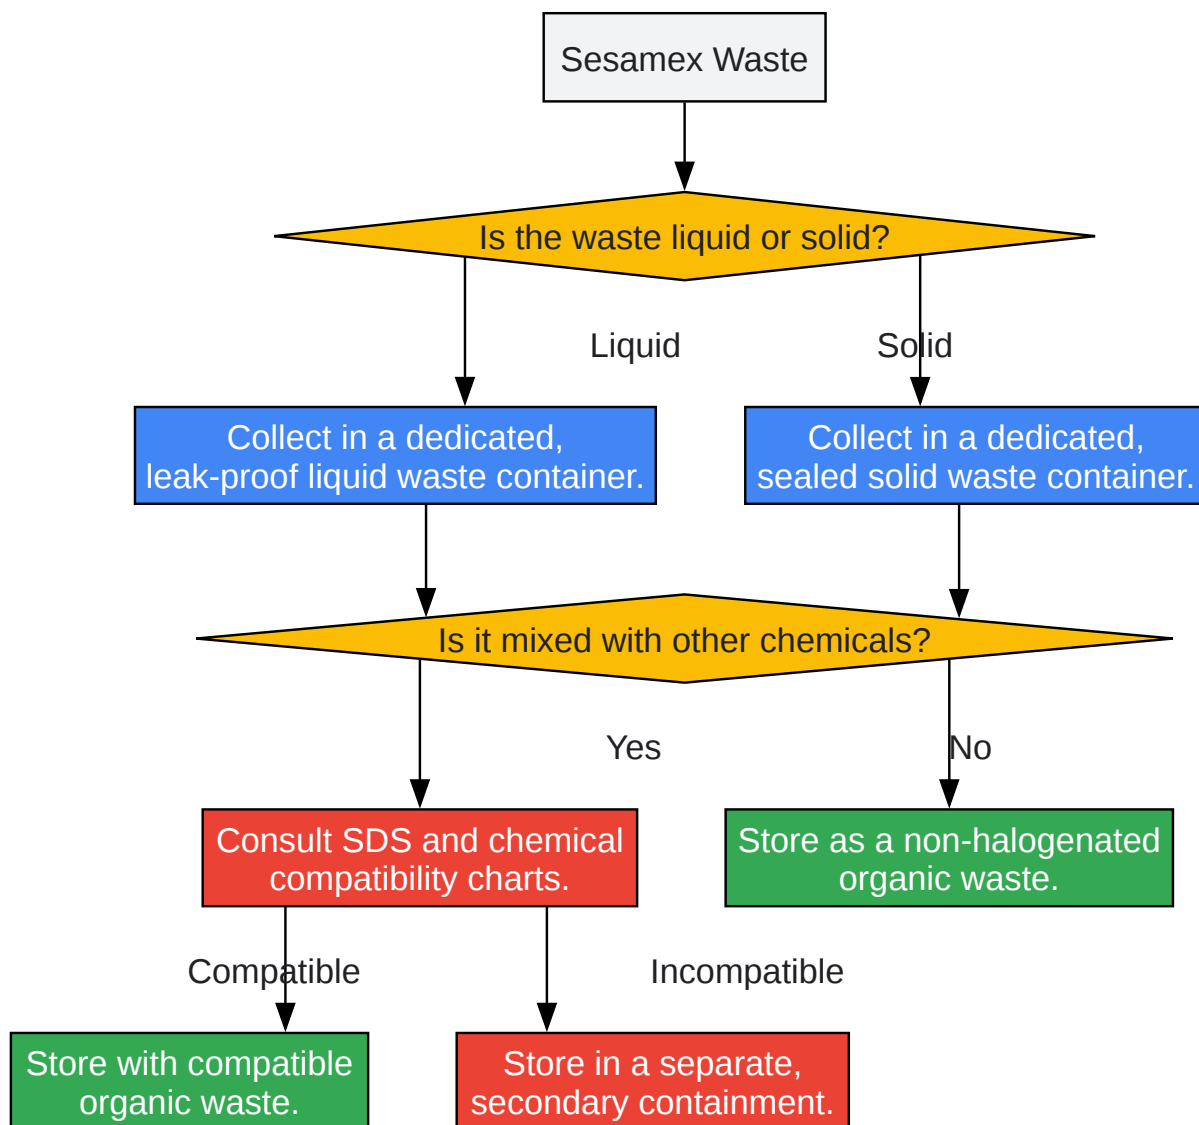 Sesamex Waste
Is the waste liquid or solid?
Liquid
Solid
Collect in a dedicated,
leak-proof liquid waste container.
Collect in a dedicated,
sealed solid waste container.
Is it mixed with other chemicals?
Yes
No
Consult SDS and chemical
compatibility charts.
Store as a non-halogenated
organic waste.
Compatible
Incompatible
Store with compatible
organic waste.
Store in a separate,
secondary containment.